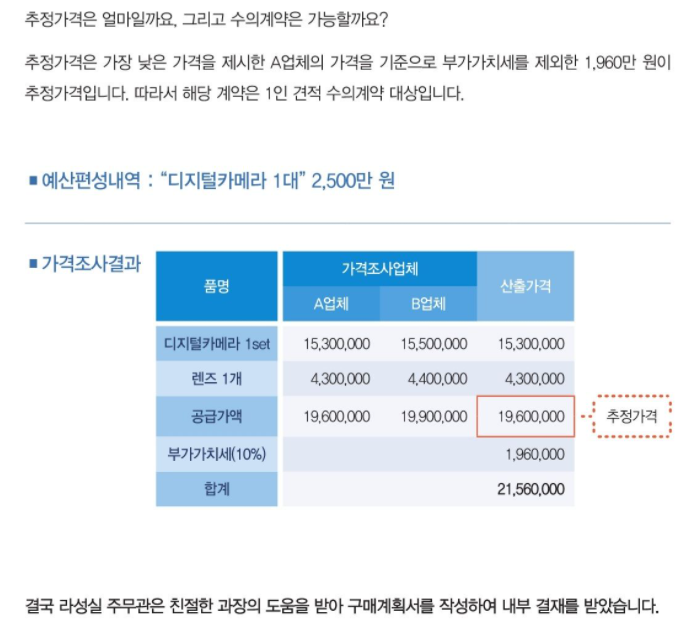 추정가격은 얼마일까요. 그리고 수의계약은 가능할까요?
추정가격은 가장 낮은 가격을 제시한 A업체의 가격을 기준으로 부가가치세를 제외한 1,960만 원이
추정가격입니다. 따라서 해당 계약은 1인 견적 수의계약 대상입니다.
■ 예산편성내역 : “디지털카메라 1대” 2,500만 원
■ 가격조사결과
품명 가격조사업체 산출가격
A업체 B업체
디지털카메라 1set 15,300,000 15,500,000 15,300,000
렌즈 1개 4,300,000 4,400,000 4,300,000
공급가액 19,600,000 19,900,000 19,600,000 추정가격
부가가치세(10%) 1,960,000
합계 21,560,000
결국 라성실 주무관은 친절한 과장의 도움을 받아 구매계획서를 작성하여 내부 결재를 받았습니다.